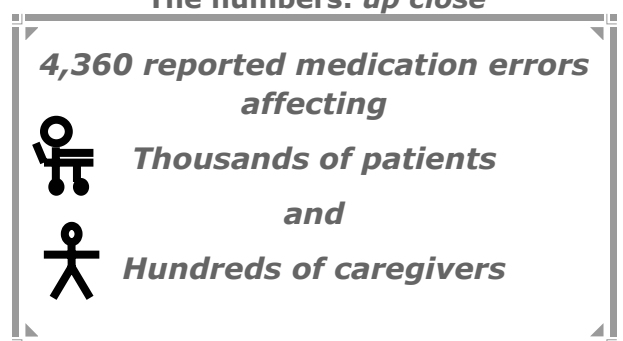 The numbers: up close
4,360 reported medication errors
affecting
Thousands of patients
and
Hundreds of caregivers